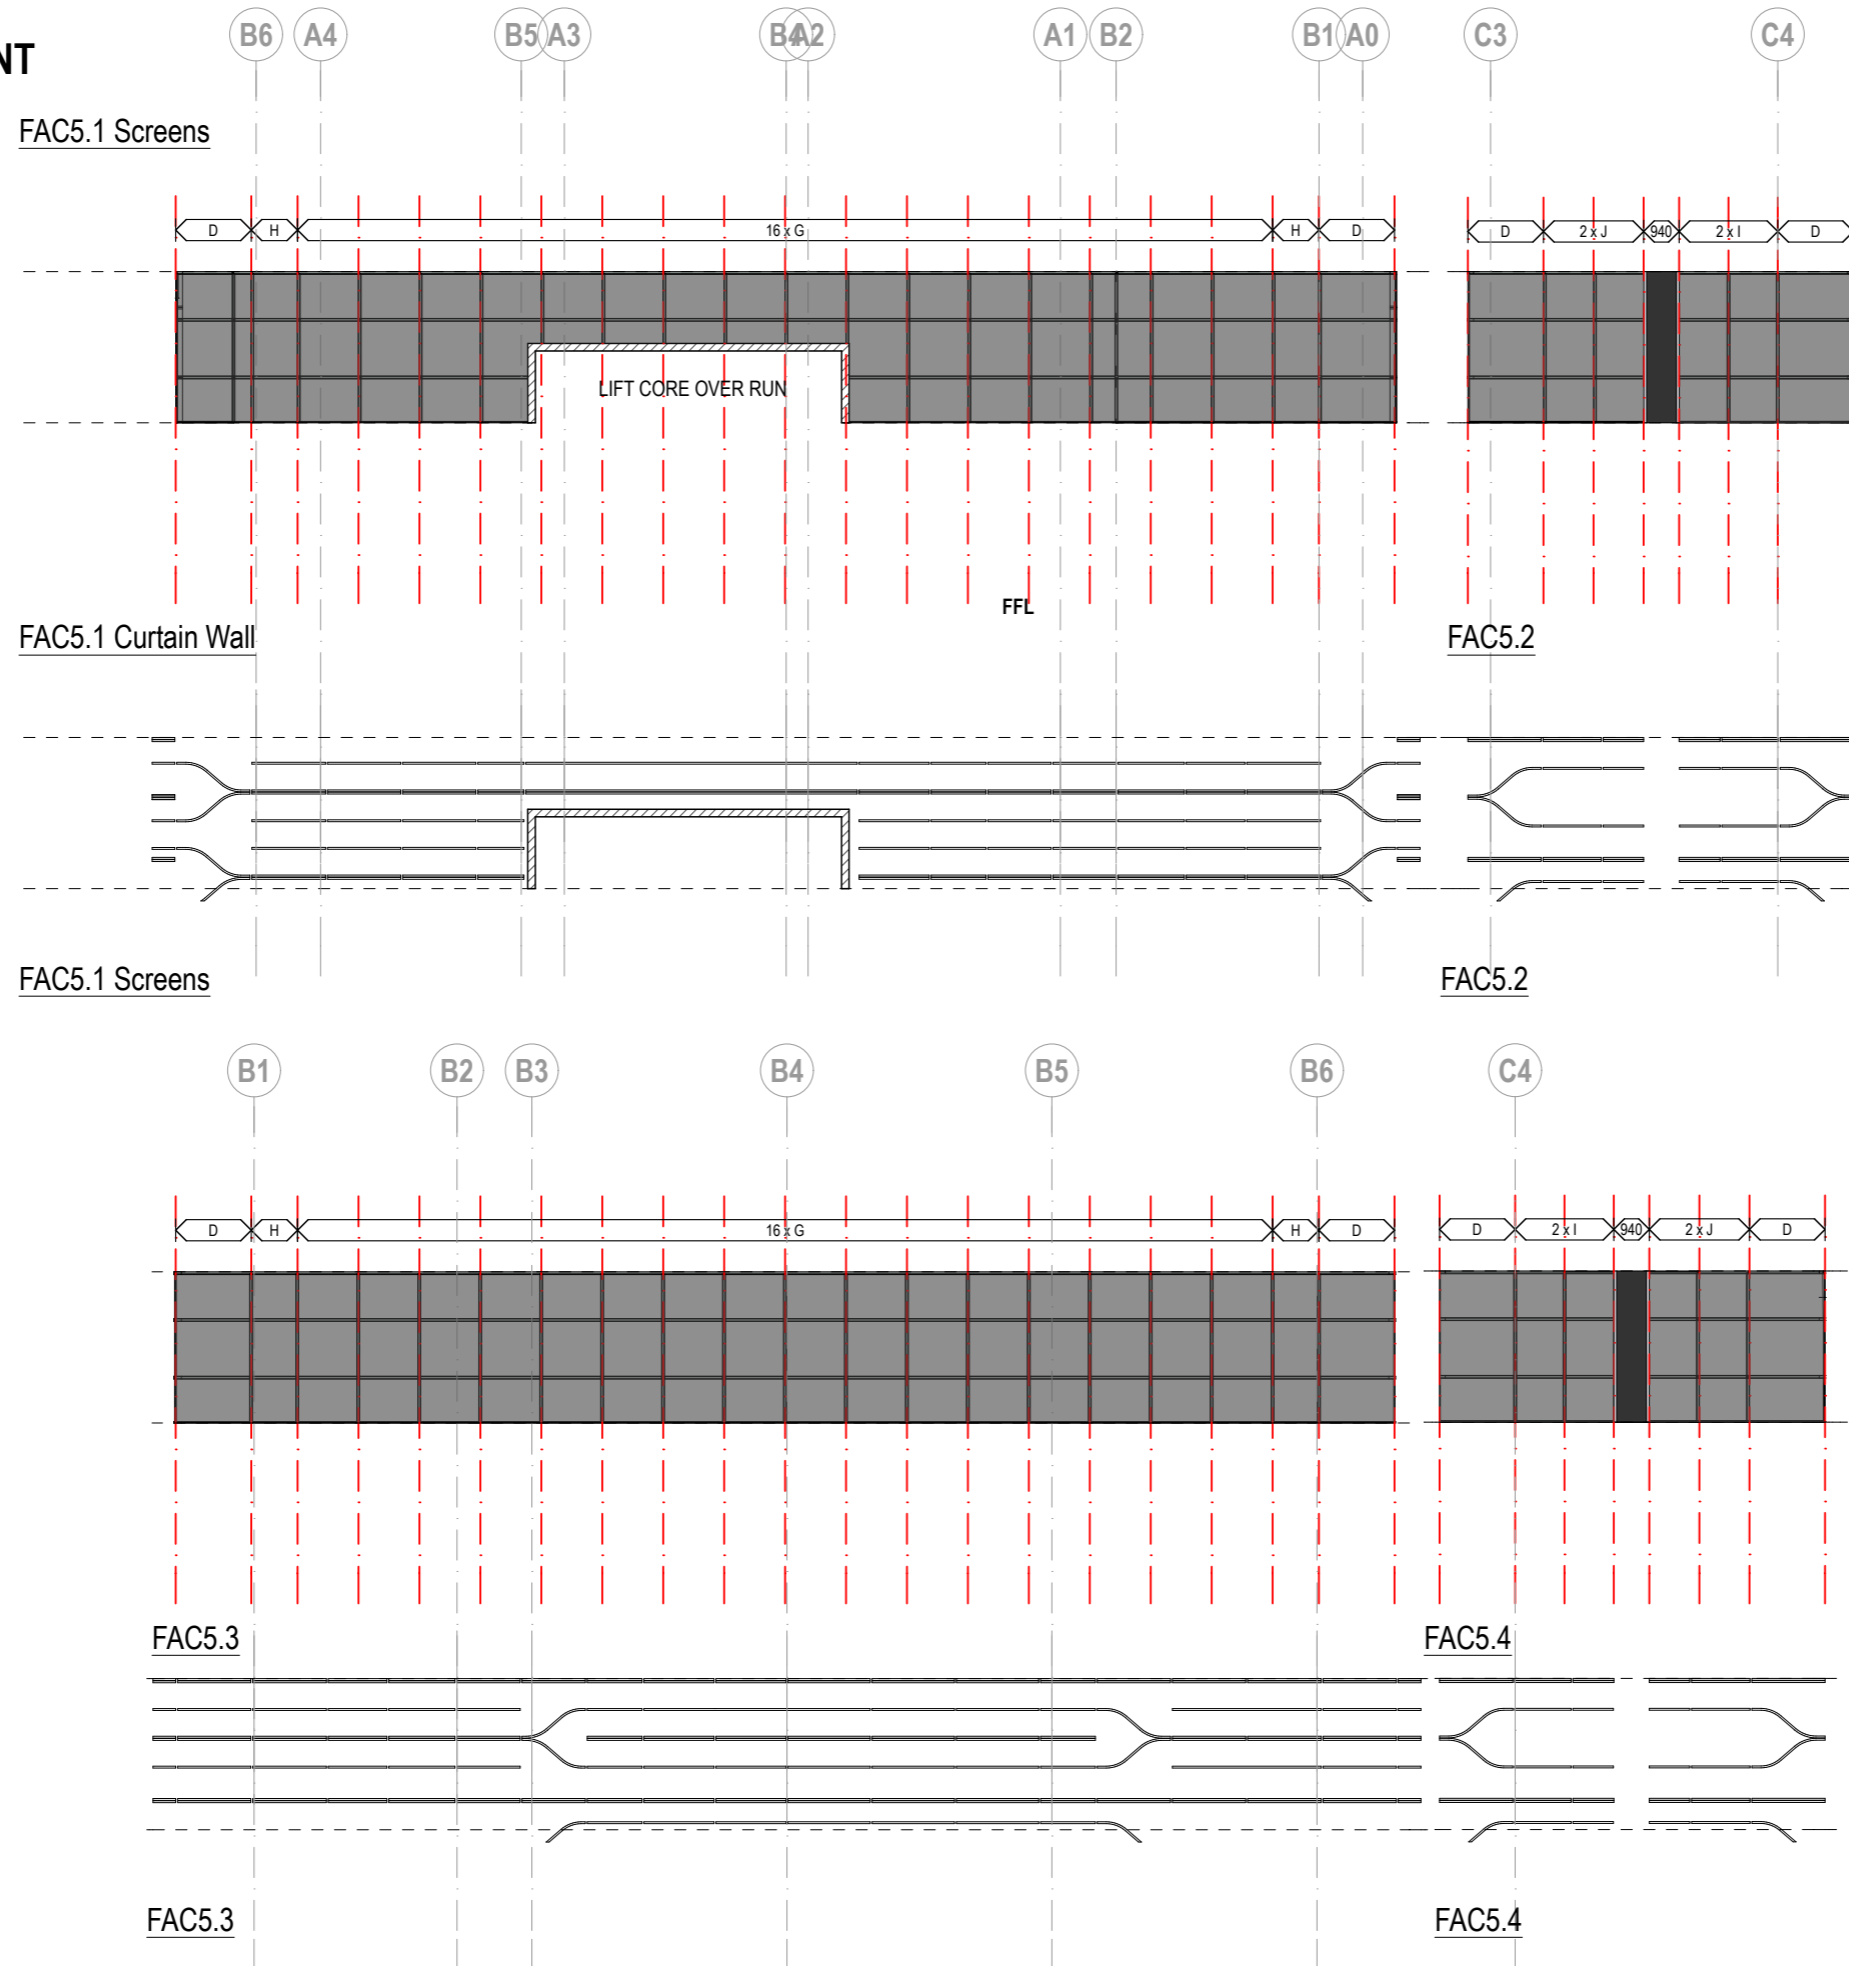 B6 A4 B5 A3 B4 A2 A1 B2 B1 A0 C3 C4
NT
FAC5.1 Screens
D H 16 x G H D D 2 x J 940 2 x I D
LIFT CORE OVER RUN
FFL
FAC5.1 Curtain Wall FAC5.2
FAC5.1 Screens FAC5.2
B1 B2 B3 B4 B5 B6 C4
D H 16 x G H D D 2 x I 940 2 x J D
FAC5.3 FAC5.4
FAC5.3 FAC5.4